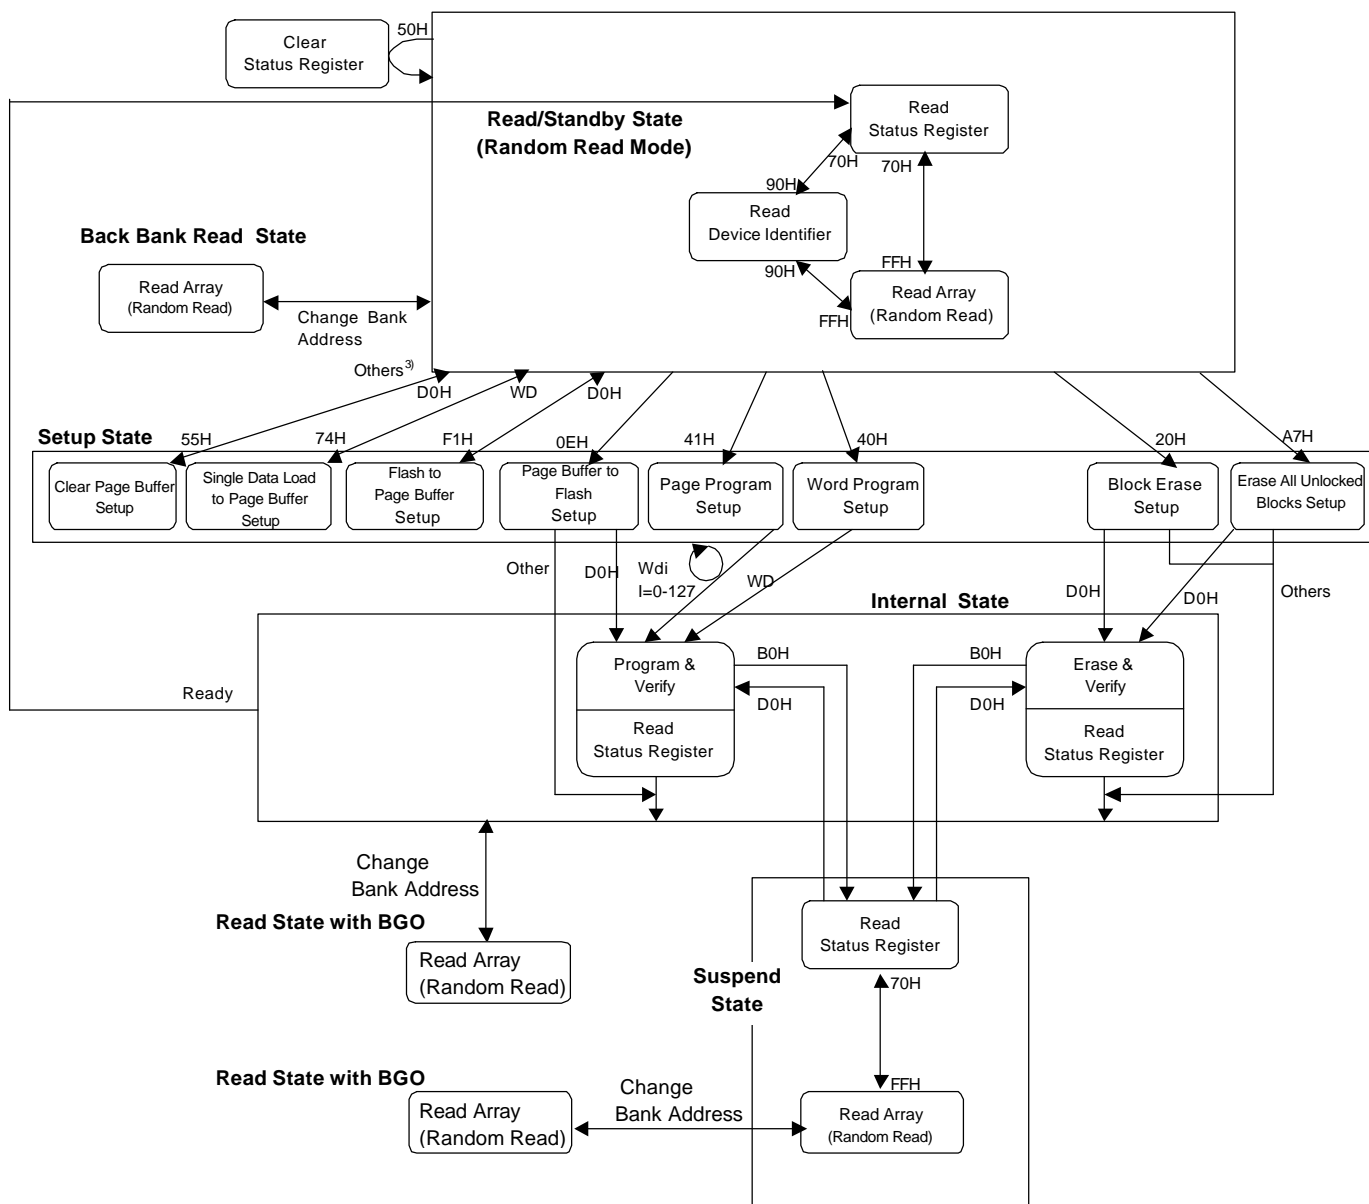 50H
Clear
Status Register
Read/Standby State
(Random Read Mode)
Read
Status Register
70H
70H
90H
Read
Device Identifier
90H
FFH
FFH
Read Array
(Random Read)
Back Bank Read State
Read Array
(Random Read)
Change Bank
Address
Others3)
D0H
WD
D0H
Setup State
55H
74H
F1H
0EH
41H
40H
20H
A7H
Clear Page Buffer
Setup
Single Data Load
to Page Buffer
Setup
Flash to
Page Buffer
Setup
Page Buffer to
Flash
Setup
Page Program
Setup
Word Program
Setup
Block Erase
Setup
Erase All Unlocked
Blocks Setup
Other
D0H
Wdi
I=0-127
WD
D0H
D0H
Others
Internal State
Ready
Program &
Verify
Read
Status Register
B0H
D0H
B0H
D0H
Erase &
Verify
Read
Status Register
Change
Bank Address
Read State with BGO
Read Array
(Random Read)
Suspend
State
Read
Status Register
70H
FFH
Read Array
(Random Read)
Read State with BGO
Read Array
(Random Read)
Change
Bank Address